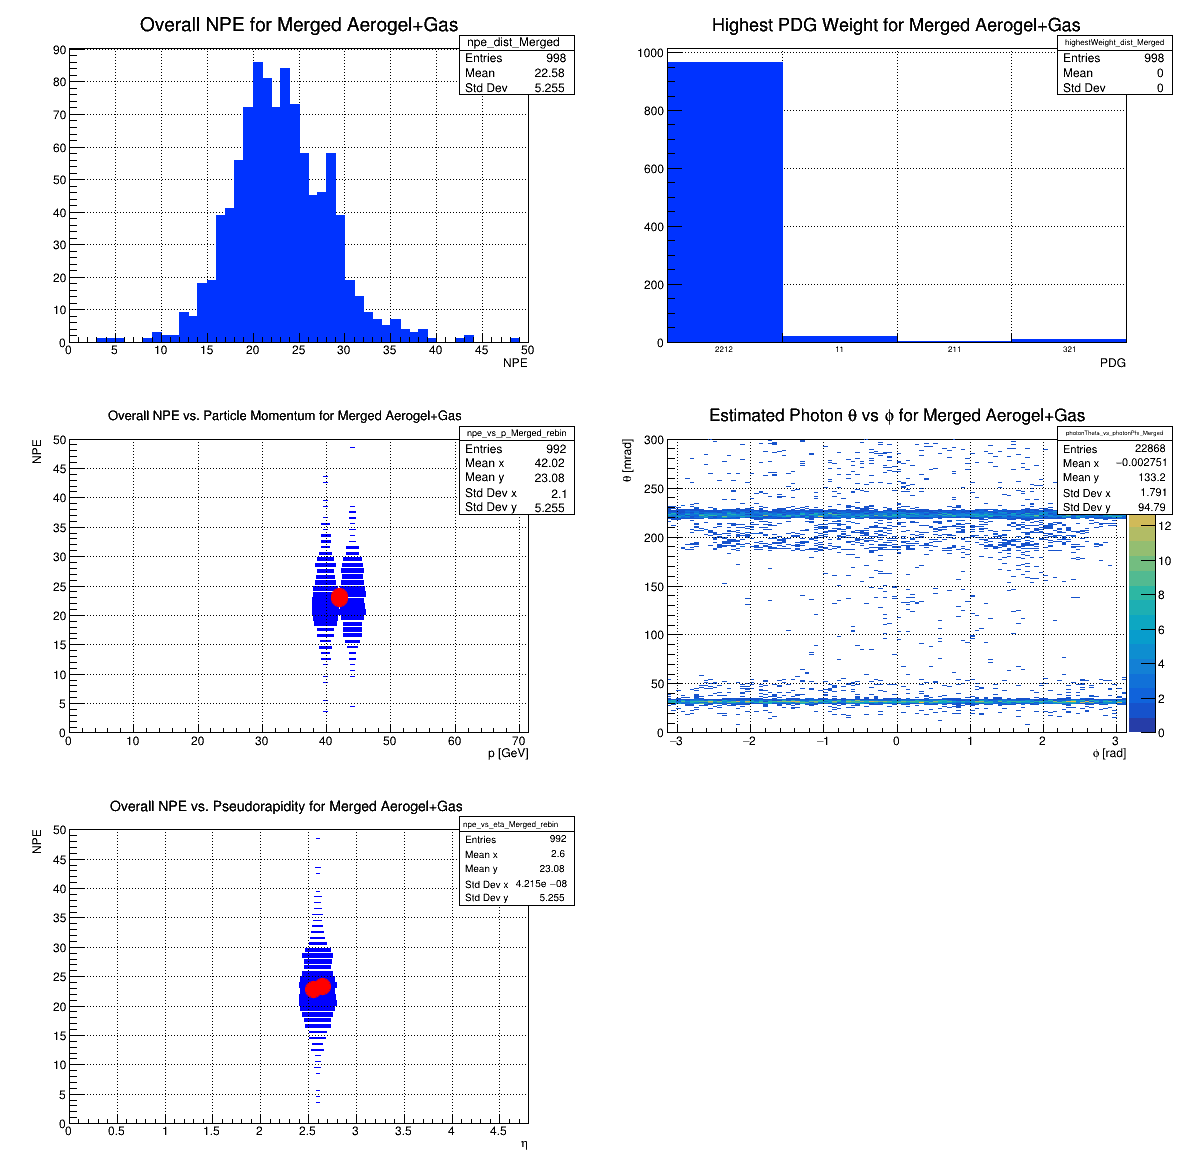 Overall NPE for Merged Aerogel+Gas
npe_dist_Merged
Entries 998
Mean 22.58
Std Dev 5.255
90
80
70
60
50
40
30
20
10
0
0 5 10 15 20 25 30 35 40 45 50
NPE
Highest PDG Weight for Merged Aerogel+Gas
highestWeight_dist_Merged
Entries 998
Mean 0
Std Dev 0
1000
800
600
400
200
0
2212 11 211 321
PDG
Overall NPE vs. Particle Momentum for Merged Aerogel+Gas
npe_vs_p_Merged_rebin
Entries 992
Mean x 42.02
Mean y 23.08
Std Dev x 2.1
Std Dev y 5.255
NPE
50
45
40
35
30
25
20
15
10
5
0
0 10 20 30 40 50 60 70
p [GeV]
Estimated Photon θ vs ϕ for Merged Aerogel+Gas
photonTheta_vs_photonPhi_Merged
Entries 22868
Mean x −0.002751
Mean y 133.2
Std Dev x 1.791
Std Dev y 94.79
θ [mrad]
300
250
200
150
100
50
0
−3 −2 −1 0 1 2 3
ϕ [rad]
12
10
8
6
4
2
0
Overall NPE vs. Pseudorapidity for Merged Aerogel+Gas
npe_vs_eta_Merged_rebin
Entries 992
Mean x 2.6
Mean y 23.08
Std Dev x 4.215e −08
Std Dev y 5.255
NPE
50
45
40
35
30
25
20
15
10
5
0
0 0.5 1 1.5 2 2.5 3 3.5 4 4.5
η